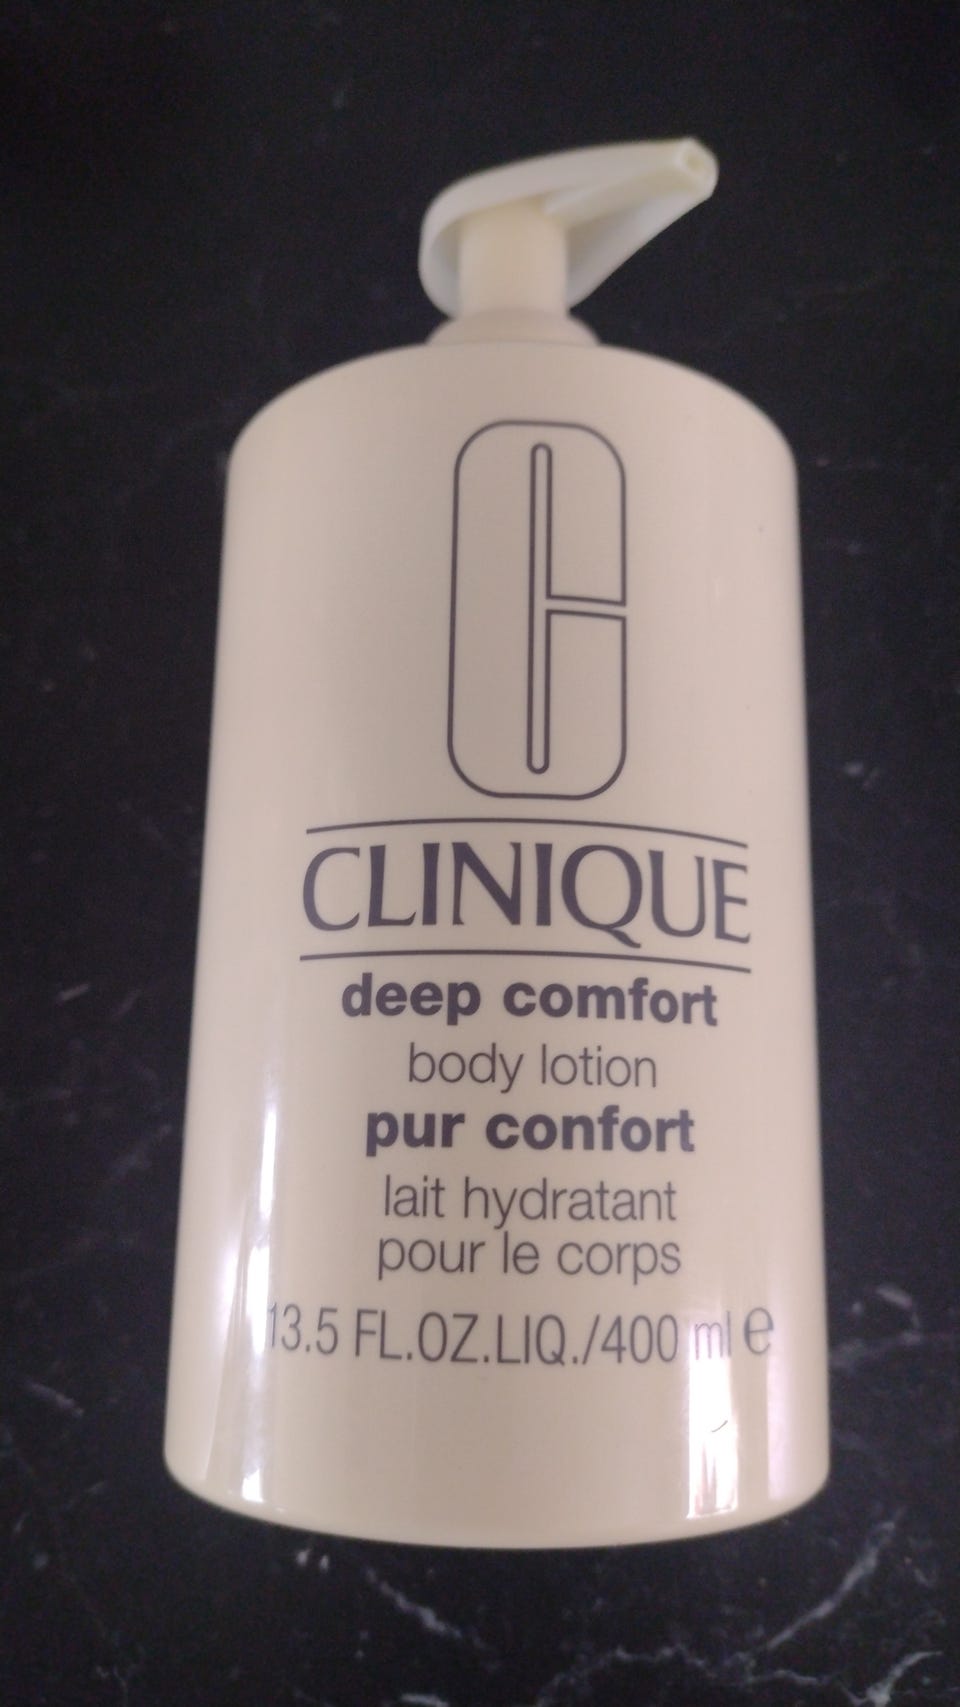 C
CLINIQUE
deep comfort
body lotion
pur confort
lait hydratant
pour le corps
13.5 FL.OZ.LIQ./400 ml e